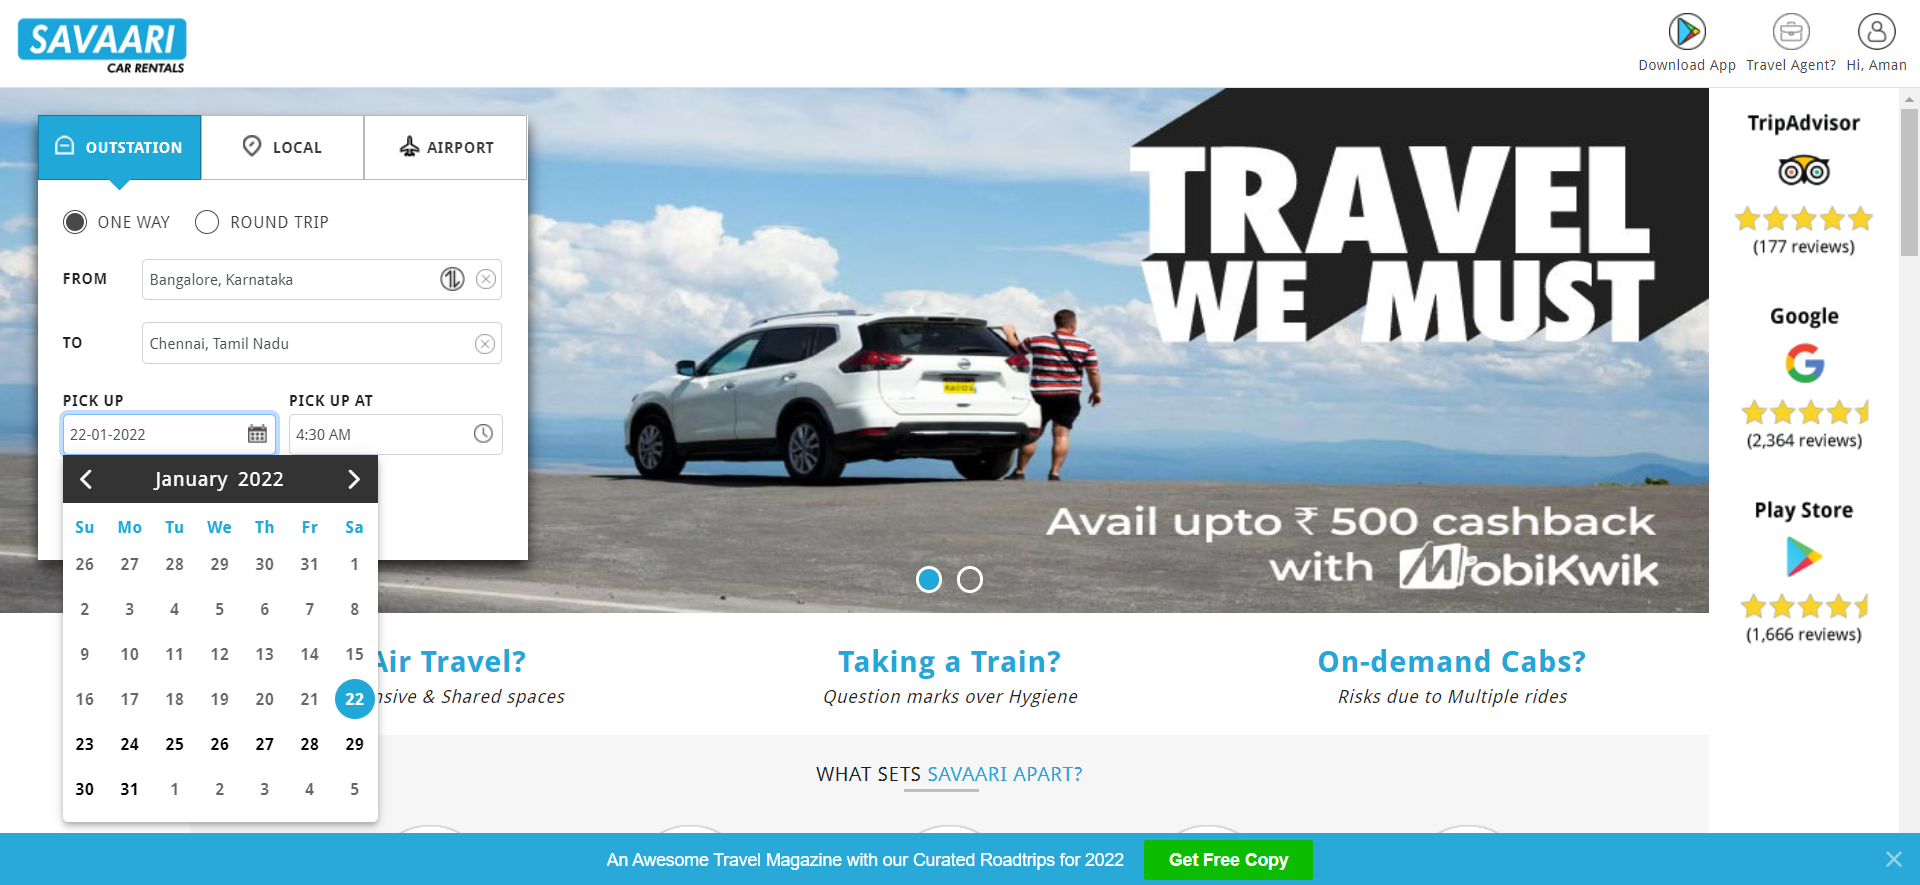 SAVAARI
CAR RENTALS
Download App
Travel Agent?
Hi, Aman
OUTSTATION
LOCAL
AIRPORT
ONE WAY
ROUND TRIP
FROM
Bangalore, Karnataka
TO
Chennai, Tamil Nadu
PICK UP
PICK UP AT
22-01-2022
4:30 AM
January 2022
Su Mo Tu We Th Fr Sa
26 27 28 29 30 31 1
2 3 4 5 6 7 8
9 10 11 12 13 14 15
16 17 18 19 20 21 22
23 24 25 26 27 28 29
30 31 1 2 3 4 5
TRAVEL
WE MUST
Avail upto ₹ 500 cashback
with MobiKwik
TripAdvisor
(177 reviews)
Google
(2,364 reviews)
Play Store
(1,666 reviews)
Air Travel?
nsive & Shared spaces
Taking a Train?
Question marks over Hygiene
On-demand Cabs?
Risks due to Multiple rides
WHAT SETS SAVAARI APART?
An Awesome Travel Magazine with our Curated Roadtrips for 2022
Get Free Copy